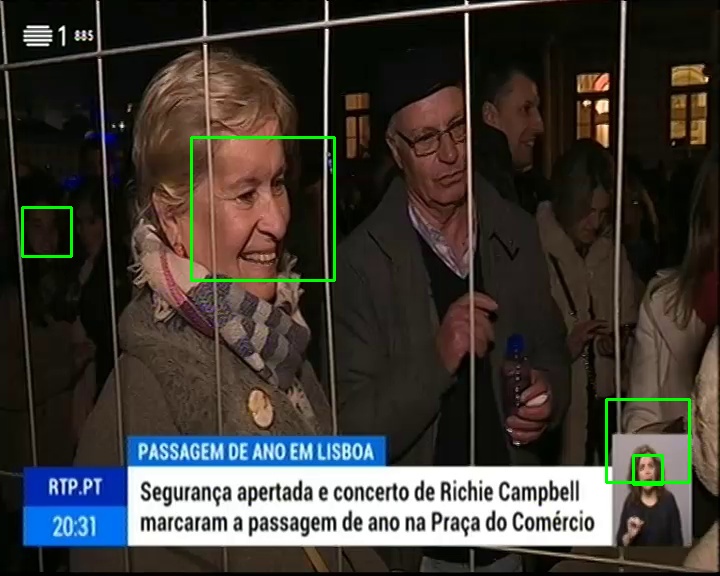 1 885
PASSAGEM DE ANO EM LISBOA
RTP.PT
20:31
Segurança apertada e concerto de Richie Campbell
marcaram a passagem de ano na Praça do Comércio